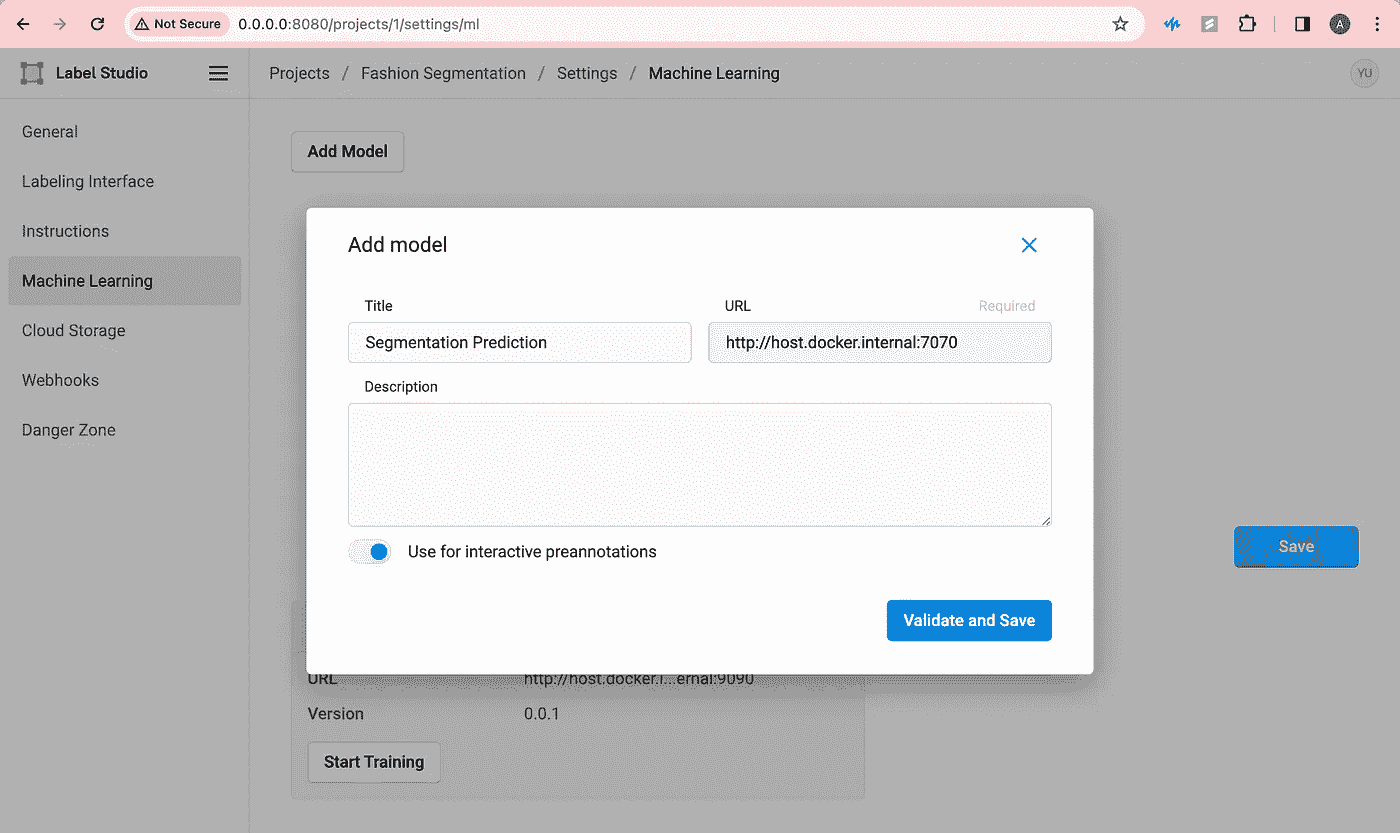 Not Secure 0.0.0.0:8080/projects/1/settings/ml A
Label Studio Projects / Fashion Segmentation / Settings / Machine Learning YU
General
Labeling Interface
Instructions
Machine Learning
Cloud Storage
Webhooks
Danger Zone
Add Model
Add model
Title URL Required
Segmentation Prediction http://host.docker.internal:7070
Description
Use for interactive preannotations
Validate and Save
Save
URL http://host.docker.i...ernal:9090
Version 0.0.1
Start Training